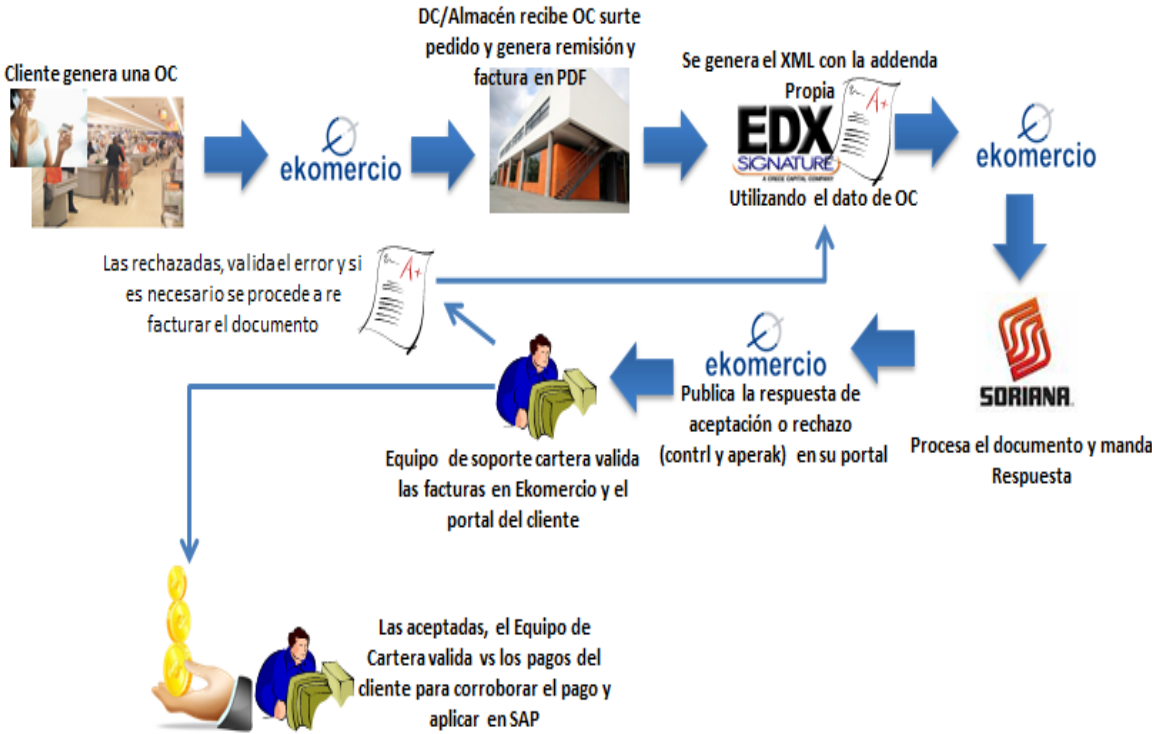 Cliente genera una OC
ekomercio
DC/Almacén recibe OC surte
pedido y genera remisión y
factura en PDF
Se genera el XML con la addenda
Propia
A+
EDX
SIGNATURE
A CRECE CAPITAL COMPANY
Utilizando el dato de OC
ekomercio
Las rechazadas, valida el error y si
es necesario se procede a re
facturar el documento
A+
SORIANA
Procesa el documento y manda
Respuesta
ekomercio
Publica la respuesta de
aceptación o rechazo
(contrl y aperak) en su portal
Equipo de soporte cartera valida
las facturas en Ekomercio y el
portal del cliente
Las aceptadas, el Equipo de
Cartera valida vs los pagos del
cliente para corroborar el pago y
aplicar en SAP